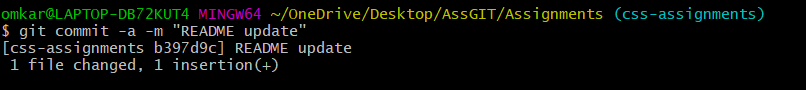 omkar@LAPTOP-DB72KUT4 MINGW64 ~/OneDrive/Desktop/AssGIT/Assignments (css-assignments)
$ git commit -a -m "README update"
[css-assignments b397d9c] README update
 1 file changed, 1 insertion(+)